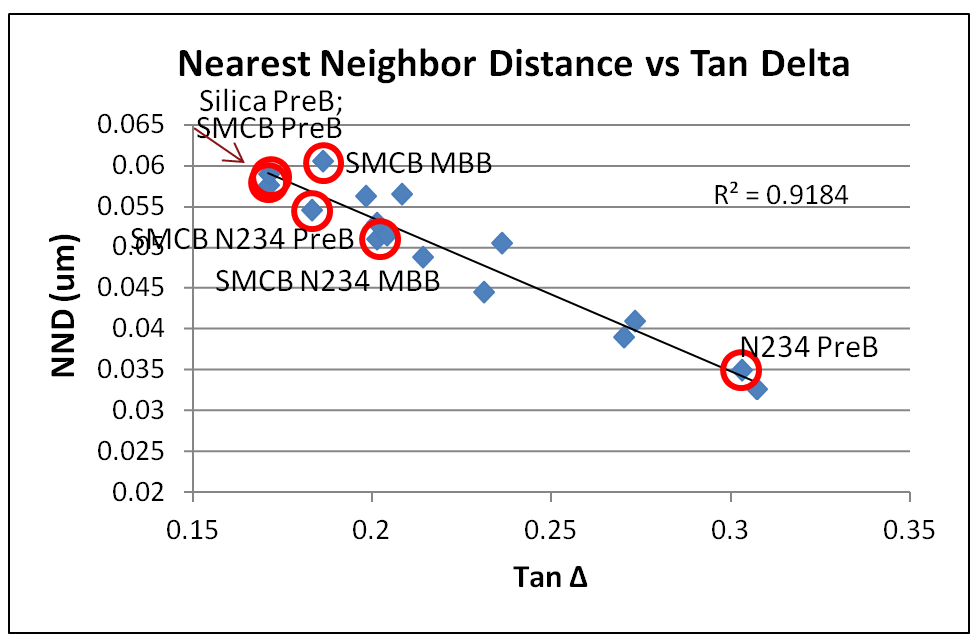 Nearest Neighbor Distance vs Tan Delta
Silica PreB;
SMCB PreB
SMCB MBB
R² = 0.9184
SMCB N234 PreB
SMCB N234 MBB
N234 PreB
NND (um)
0.065
0.06
0.055
0.05
0.045
0.04
0.035
0.03
0.025
0.02
0.15
0.2
0.25
0.3
0.35
Tan Δ